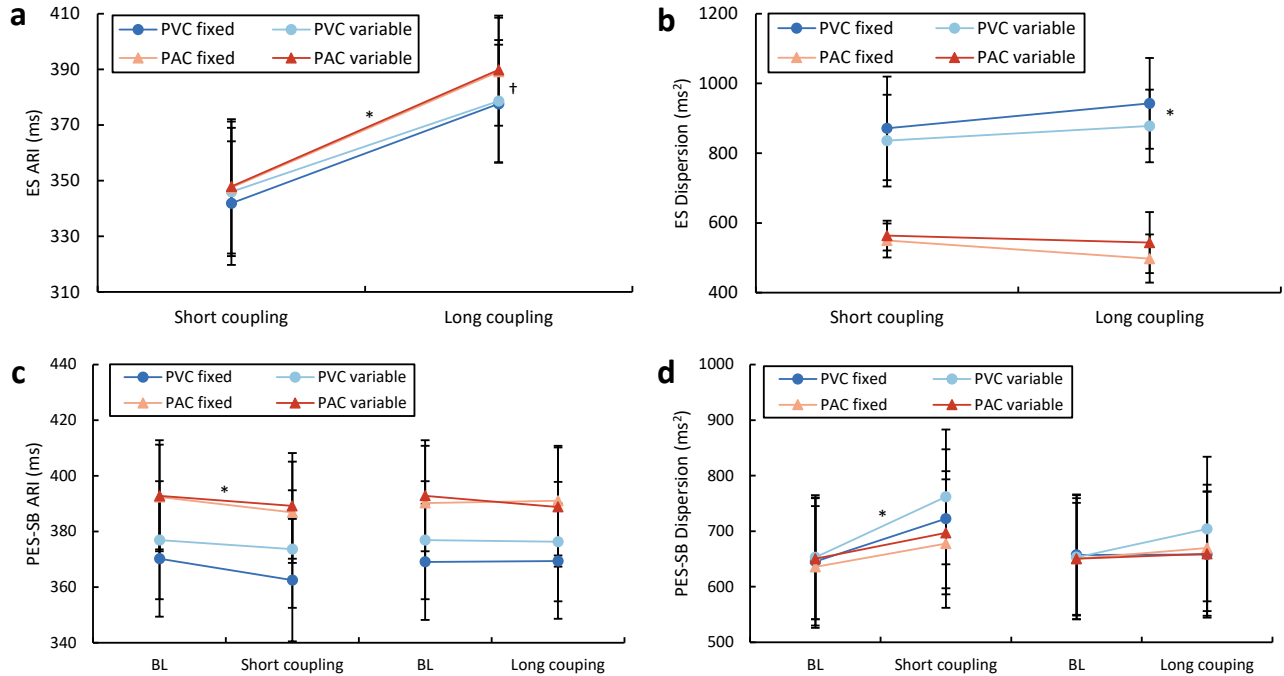 a
PVC fixed PVC variable
PAC fixed PAC variable
ES ARI (ms)
410
390
370
350
330
310
*
†
Short coupling Long coupling
b
PVC fixed PVC variable
PAC fixed PAC variable
ES Dispersion (ms²)
1200
1000
800
600
400
*
Short coupling Long coupling
c
PVC fixed PVC variable
PAC fixed PAC variable
PES-SB ARI (ms)
440
420
400
380
360
340
*
BL Short coupling BL Long couping
d
PVC fixed PVC variable
PAC fixed PAC variable
PES-SB Dispersion (ms²)
1000
900
800
700
600
500
*
BL Short coupling BL Long coupling